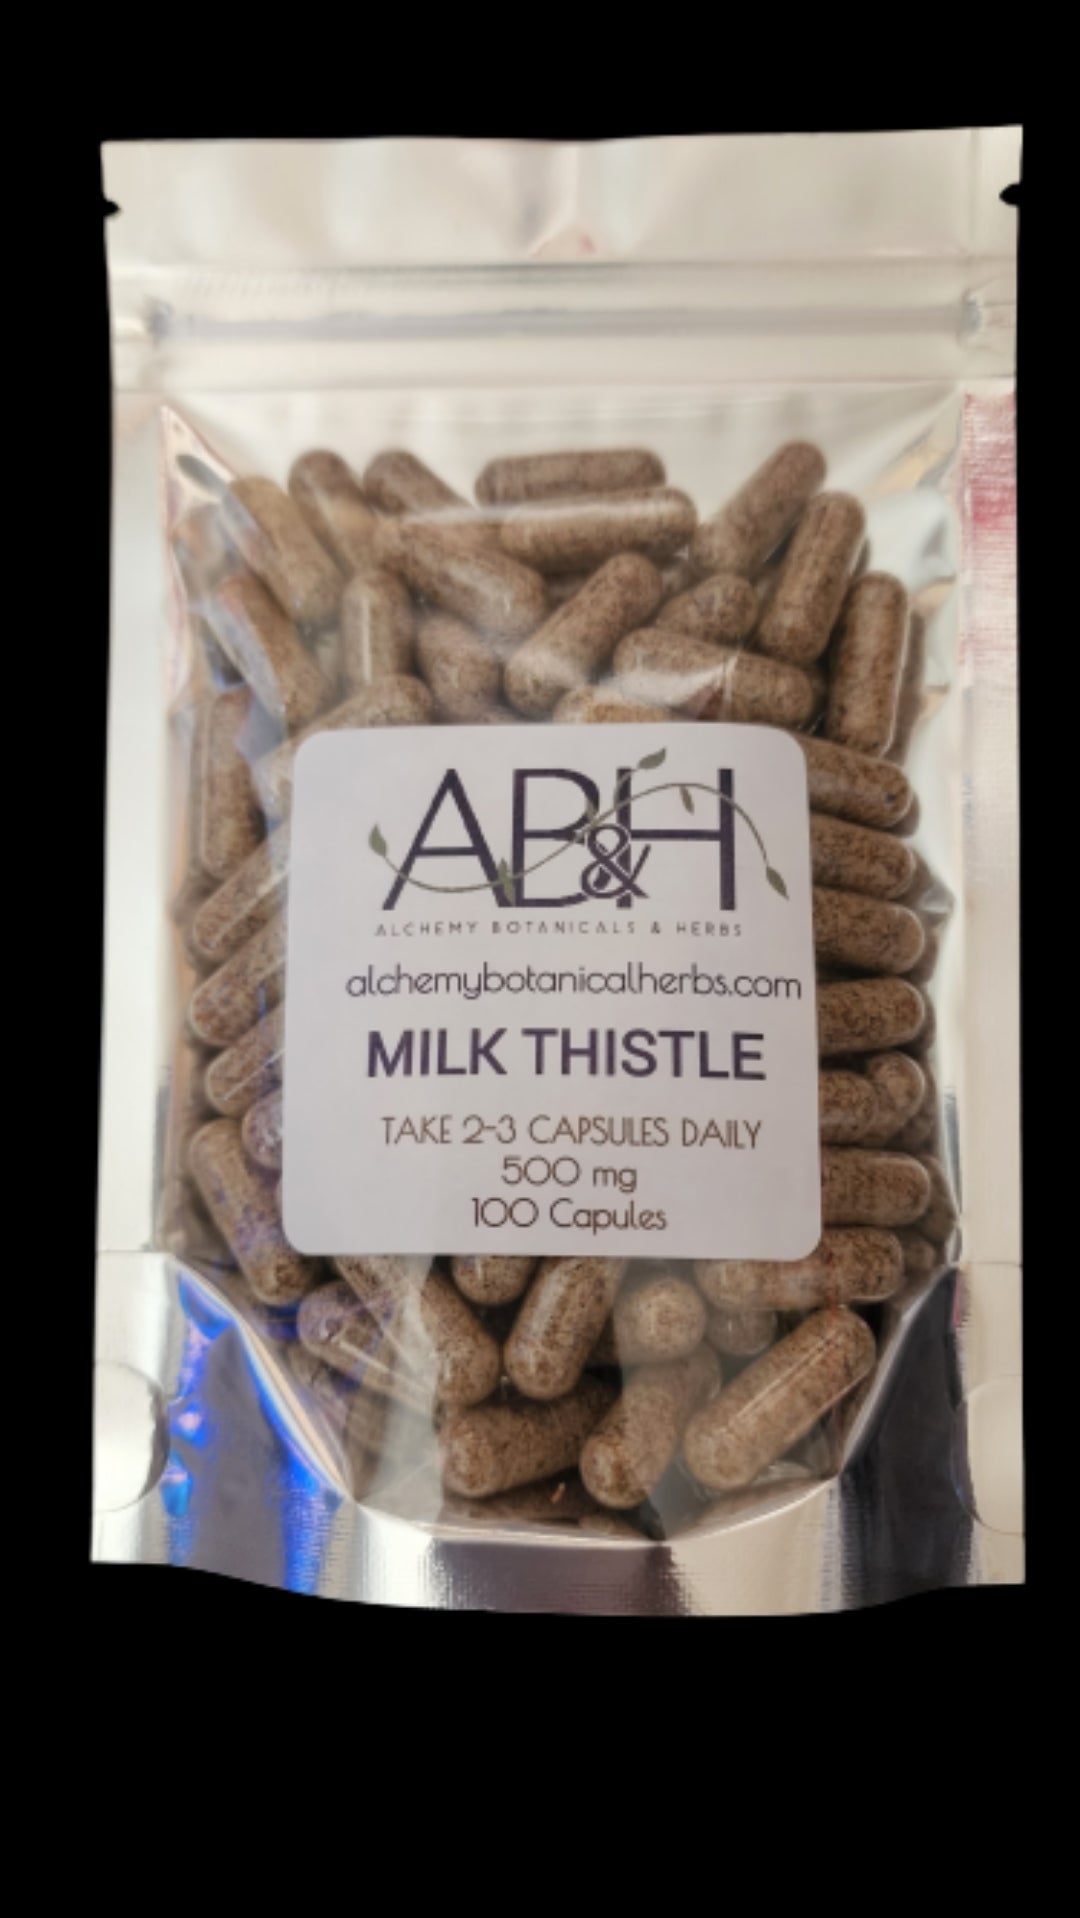 AB&H
ALCHEMY BOTANICALS & HERBS
alchemybotanicalherbs.com
MILK THISTLE
TAKE 2-3 CAPSULES DAILY
500 mg
100 Capules